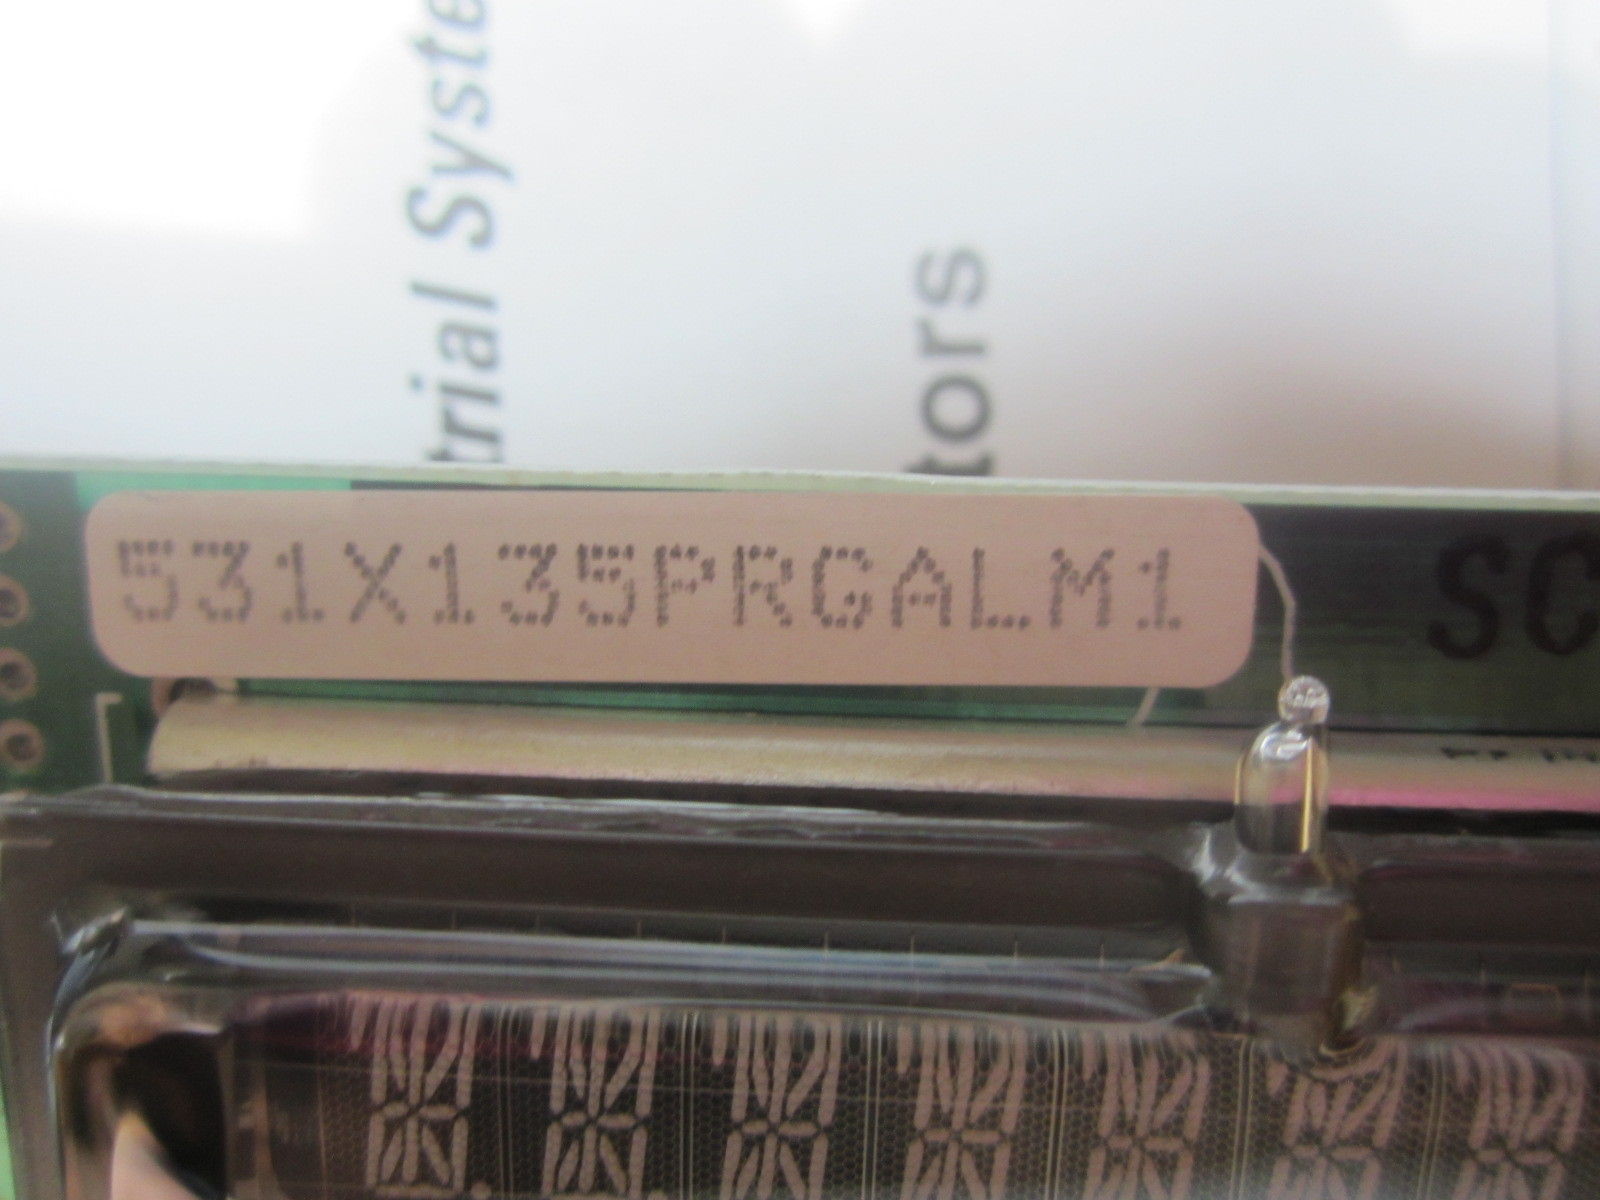 trial Syste
tors
531X135PRGALM1
SC